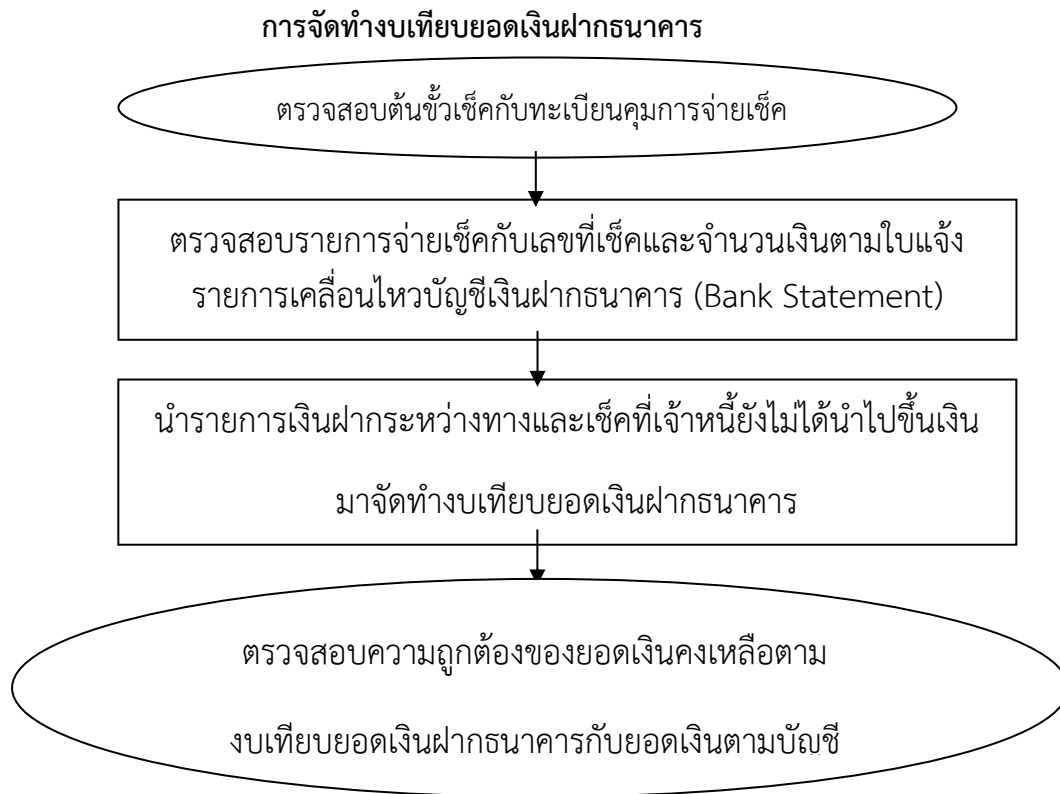 การจัดทำงบเทียบยอดเงินฝากธนาคาร
ตรวจสอบต้นขั้วเช็คกับทะเบียนคุมการจ่ายเช็ค
ตรวจสอบรายการจ่ายเช็คกับเลขที่เช็คและจำนวนเงินตามใบแจ้ง
รายการเคลื่อนไหวบัญชีเงินฝากธนาคาร (Bank Statement)
นำรายการเงินฝากระหว่างทางและเช็คที่เจ้าหนี้ยังไม่ได้นำไปขึ้นเงิน
มาจัดทำงบเทียบยอดเงินฝากธนาคาร
ตรวจสอบความถูกต้องของยอดเงินคงเหลือตาม
งบเทียบยอดเงินฝากธนาคารกับยอดเงินตามบัญชี